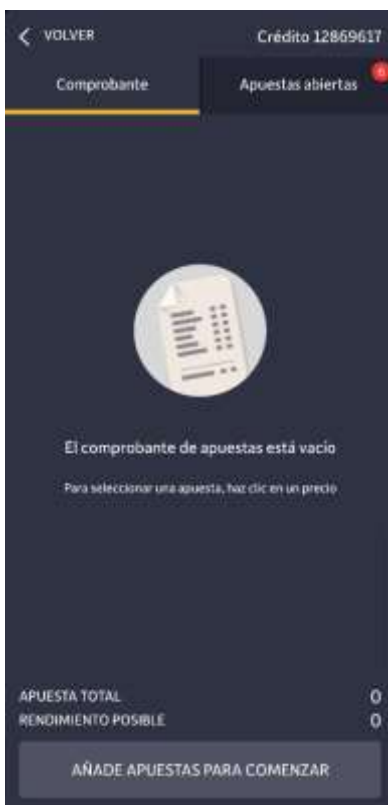 VOLVER
Crédito 12869617
Comprobante
Apuestas abiertas
6
El comprobante de apuestas está vacío
Para seleccionar una apuesta, haz clic en un precio
APUESTA TOTAL 0
RENDIMIENTO POSIBLE 0
AÑADE APUESTAS PARA COMENZAR